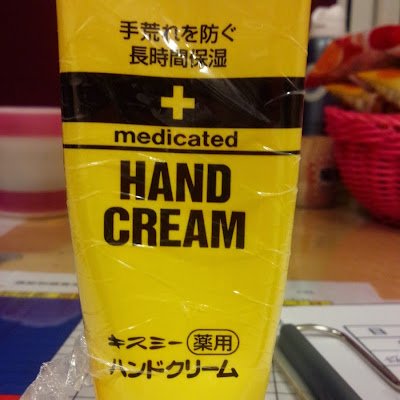 手荒れを防ぐ
長時間保湿
medicated
HAND
CREAM
キスミー 薬用
ハンドクリーム